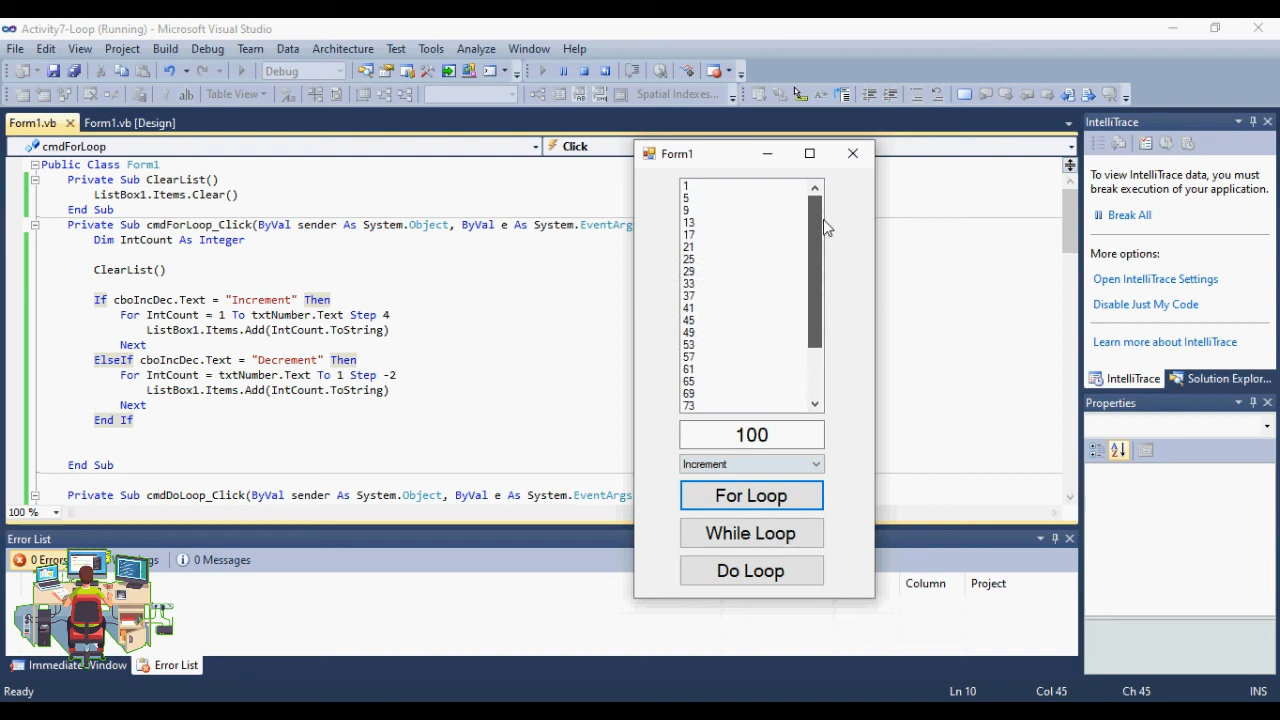 Activity7-Loop (Running) - Microsoft Visual Studio
File Edit View Project Build Debug Team Data Architecture Test Tools Analyze Window Help
Debug
Table View
Spatial Indexes...
Form1.vb
Form1.vb [Design]
cmdForLoop
Click
Public Class Form1
Private Sub ClearList()
ListBox1.Items.Clear()
End Sub
Private Sub cmdForLoop_Click(ByVal sender As System.Object, ByVal e As System.EventArgs
Dim IntCount As Integer
ClearList()
If cboIncDec.Text = "Increment" Then
For IntCount = 1 To txtNumber.Text Step 4
ListBox1.Items.Add(IntCount.ToString)
Next
ElseIf cboIncDec.Text = "Decrement" Then
For IntCount = txtNumber.Text To 1 Step -2
ListBox1.Items.Add(IntCount.ToString)
Next
End If
End Sub
Private Sub cmdDoLoop_Click(ByVal sender As System.Object, ByVal e As System.EventArgs
100 %
Form1
1
5
9
13
17
21
25
29
33
37
41
45
49
53
57
61
65
69
73
100
Increment
For Loop
While Loop
Do Loop
IntelliTrace
To view IntelliTrace data, you must
break execution of your application.
Break All
More options:
Open IntelliTrace Settings
Disable Just My Code
Learn more about IntelliTrace
IntelliTrace
Solution Explor...
Properties
Error List
0 Errors
0 Messages
Column
Project
Immediate Window
Error List
Ready
Ln 10
Col 45
Ch 45
INS